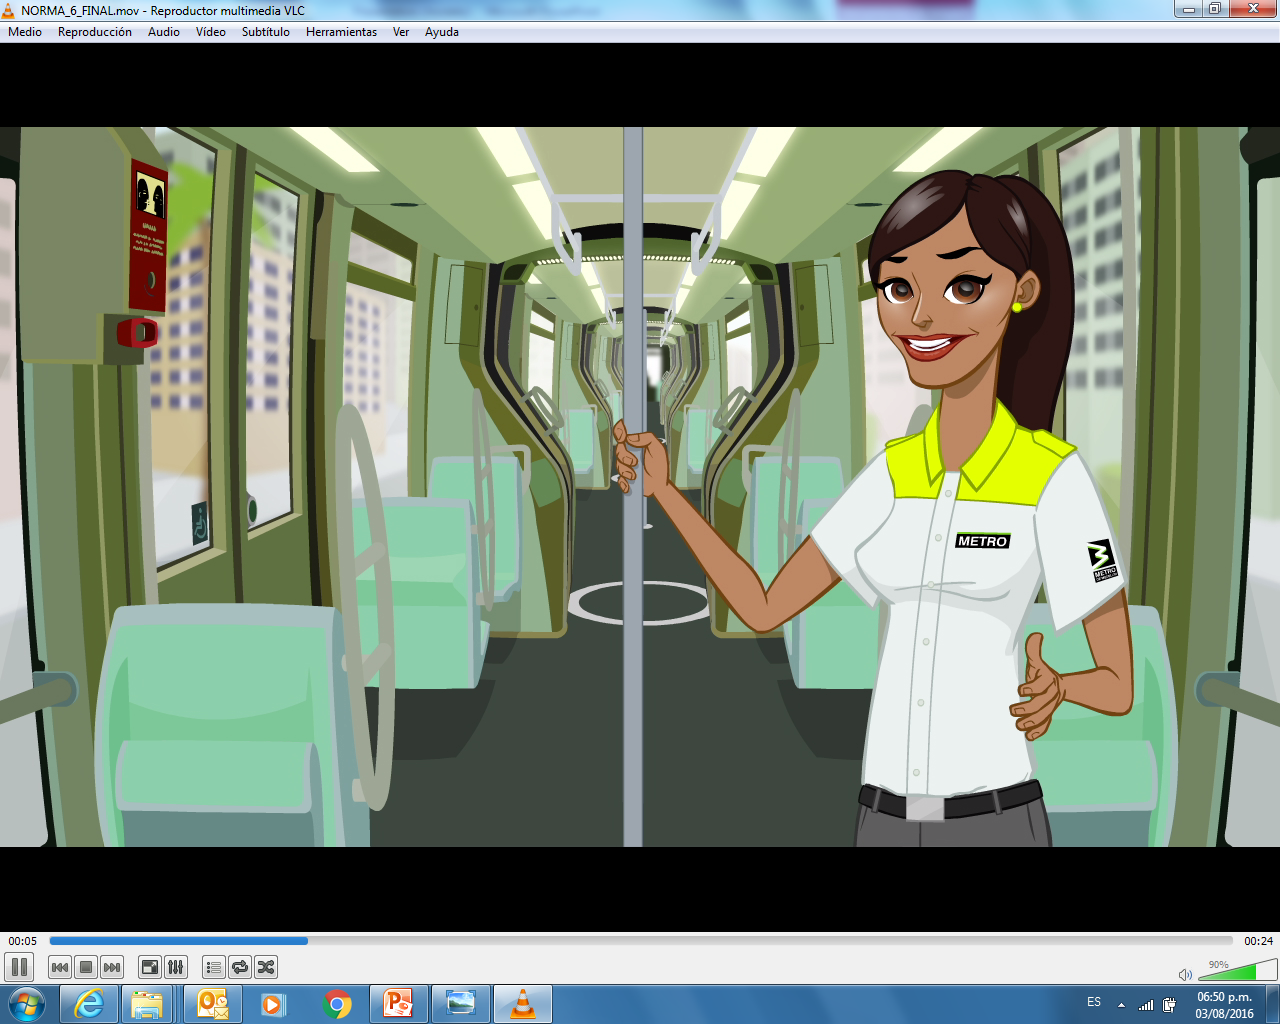 NORMA_6_FINAL.mov - Reproductor multimedia VLC
Medio Reproducción Audio Vídeo Subtítulo Herramientas Ver Ayuda
METRO
METRO
00:05
00:24
90%
ES
06:50 p.m.
03/08/2016